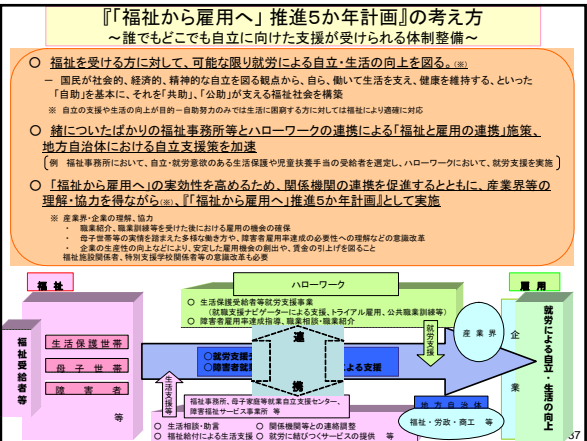 『「福祉から雇用へ」 推進５か年計画』の考え方
～誰でもどこでも自立に向けた支援が受けられる体制整備～
○ 福祉を受ける方に対して、可能な限り就労による自立・生活の向上を図る。(※)
－ 国民が社会的、経済的、精神的な自立を図る観点から、自ら、働いて生活を支え、健康を維持する、といった
「自助」を基本に、それを「共助」、「公助」が支える福祉社会を構築
※ 自立の支援や生活の向上が目的－自助努力のみでは生活に困窮する方に対しては福祉により適確に対応
○ 緒についたばかりの福祉事務所等とハローワークの連携による「福祉と雇用の連携」施策、
地方自治体における自立支援策を加速
例 福祉事務所において、自立・就労意欲のある生活保護や児童扶養手当の受給者を選定し、ハローワークにおいて、就労支援を実施
○ 「福祉から雇用へ」の実効性を高めるため、関係機関の連携を促進するとともに、産業界等の
理解・協力を得ながら(※)、『「福祉から雇用へ」推進５か年計画』として実施
※ 産業界・企業の理解、協力
・ 職業紹介、職業訓練等を受けた後における雇用の機会の確保
・ 母子世帯等の実情を踏まえた多様な働き方や、障害者雇用率達成の必要性への理解などの意識改革
・ 企業の生産性の向上などにより、安定した雇用機会の創出や、賃金の引上げを図ること
福祉施設関係者、特別支援学校関係者等の意識改革も必要
福 祉
ハローワーク
雇 用
○ 生活保護受給者等就労支援事業
（就職支援ナビゲーターによる支援、トライアル雇用、公共職業訓練等）
○ 障害者雇用率達成指導、職業相談・職業紹介
就労支援
産 業 界
企 業
就労による自立・生活の向上
福祉受給者等
生 活 保 護 世 帯
母 子 世 帯
障 害 者
等
連
携
○就労支援
○障害者就
による支援
生活支援等
福祉事務所、母子家庭等就業自立支援センター、
障害福祉サービス事業所 等
地 方 自 治 体
福祉・労政・商工 等
○ 生活相談・助言 ○ 関係機関等との連絡調整
○ 福祉給付による生活支援 ○ 就労に結びつくサービスの提供 等
37